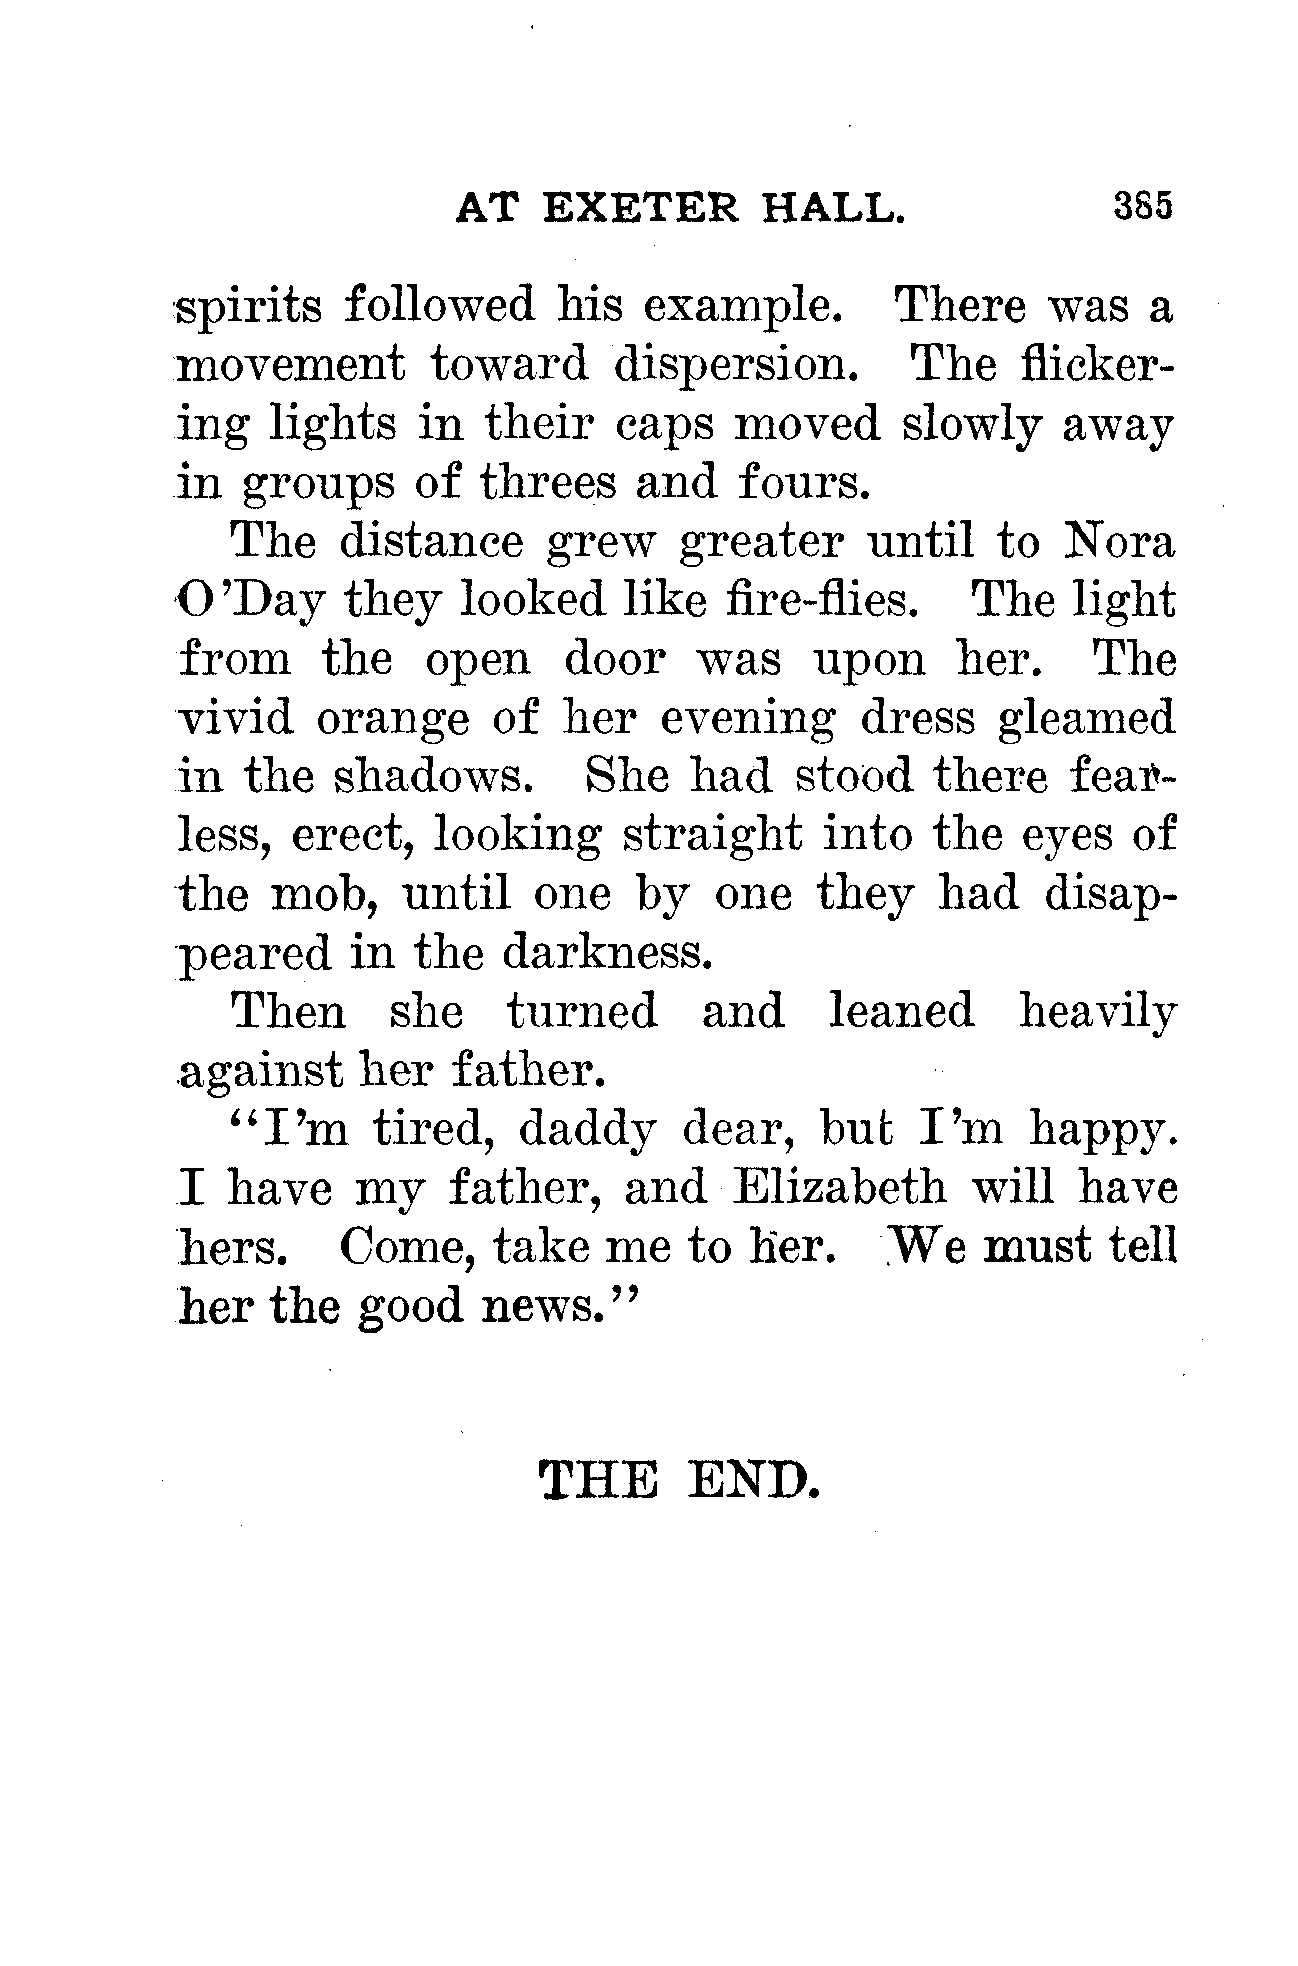 AT EXETER HALL. 385
spirits followed his example. There was a
movement toward dispersion. The flicker-
ing lights in their caps moved slowly away
in groups of threes and fours.
The distance grew greater until to Nora
O'Day they looked like fire-flies. The light
from the open door was upon her. The
vivid orange of her evening dress gleamed
in the shadows. She had stood there fear-
less, erect, looking straight into the eyes of
the mob, until one by one they had disap-
peared in the darkness.
Then she turned and leaned heavily
against her father.
"I'm tired, daddy dear, but I'm happy.
I have my father, and Elizabeth will have
hers. Come, take me to her. We must tell
her the good news."
THE END.